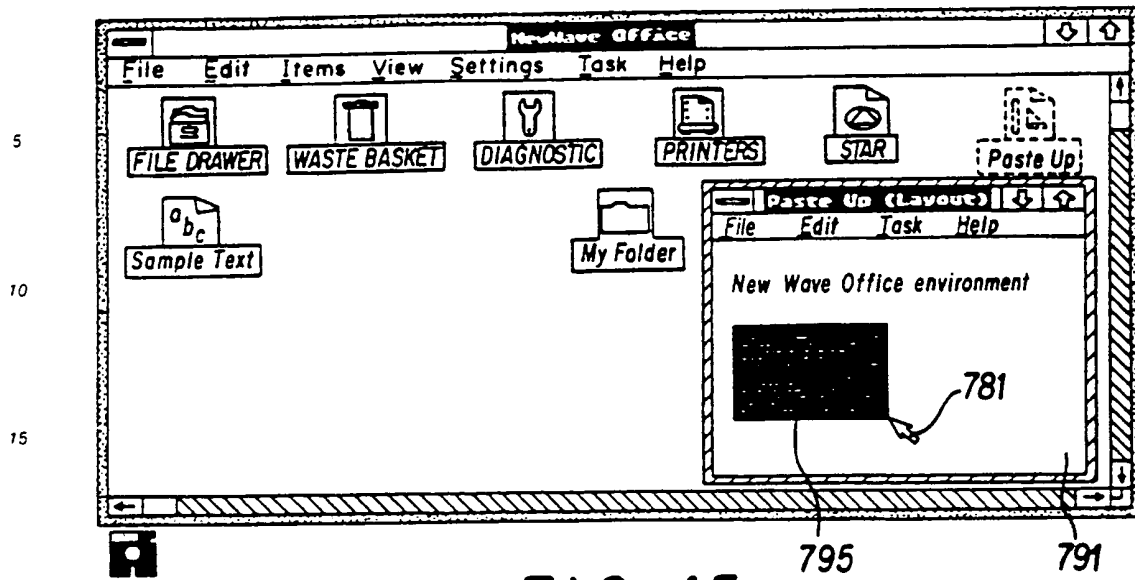 NewWave Office
File Edit Items View Settings Task Help
5
FILE DRAWER WASTE BASKET DIAGNOSTIC PRINTERS STAR Paste Up
Paste Up (Layout)
File Edit Task Help
a b c
Sample Text My Folder
10
New Wave Office environment
781
15
795 791